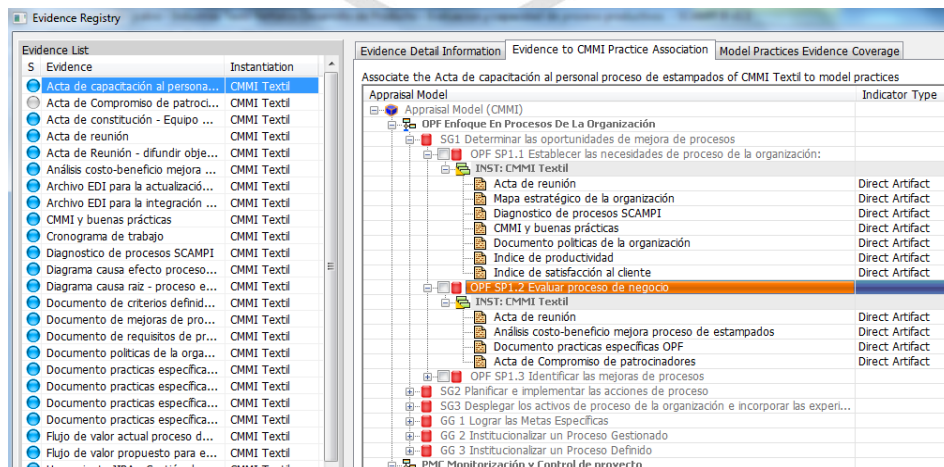 Evidence Registry
Evidence List
S Evidence Instantiation
Acta de capacitación al persona... CMMI Textil
Acta de Compromiso de patroci... CMMI Textil
Acta de constitución - Equipo ... CMMI Textil
Acta de reunión CMMI Textil
Acta de Reunión - difundir obje... CMMI Textil
Análisis costo-beneficio mejora ... CMMI Textil
Archivo EDI para la actualizació... CMMI Textil
Archivo EDI para la integración ... CMMI Textil
CMMI y buenas prácticas CMMI Textil
Cronograma de trabajo CMMI Textil
Diagnostico de procesos SCAMPI CMMI Textil
Diagrama causa efecto proceso... CMMI Textil
Diagrama causa raiz - proceso e... CMMI Textil
Documento de criterios definid... CMMI Textil
Documento de mejoras de pro... CMMI Textil
Documento de requisitos de pr... CMMI Textil
Documento politicas de la orga... CMMI Textil
Documento practicas especifica... CMMI Textil
Documento practicas especifica... CMMI Textil
Documento practicas especifica... CMMI Textil
Documento practicas especifica... CMMI Textil
Flujo de valor actual proceso d... CMMI Textil
Flujo de valor propuesto para e... CMMI Textil
Evidence Detail Information Evidence to CMMI Practice Association Model Practices Evidence Coverage
Associate the Acta de capacitación al personal proceso de estampados of CMMI Textil to model practices
Appraisal Model Indicator Type
Appraisal Model (CMMI)
OPF Enfoque En Procesos De La Organización
SG1 Determinar las oportunidades de mejora de procesos
OPF SP1.1 Establecer las necesidades de proceso de la organización:
INST: CMMI Textil
Acta de reunión Direct Artifact
Mapa estratégico de la organización Direct Artifact
Diagnostico de procesos SCAMPI Direct Artifact
CMMI y buenas prácticas Direct Artifact
Documento politicas de la organización Direct Artifact
Indice de productividad Direct Artifact
Indice de satisfacción al cliente Direct Artifact
OPF SP1.2 Evaluar proceso de negocio
INST: CMMI Textil
Acta de reunión Direct Artifact
Análisis costo-beneficio mejora proceso de estampados Direct Artifact
Documento practicas específicas OPF Direct Artifact
Acta de Compromiso de patrocinadores Direct Artifact
OPF SP1.3 Identificar las mejoras de procesos
SG2 Planificar e implementar las acciones de proceso
SG3 Desplegar los activos de proceso de la organización e incorporar las experi...
GG 1 Lograr las Metas Específicas
GG 2 Institucionalizar un Proceso Gestionado
GG 3 Institucionalizar un Proceso Definido
PMC Monitorización y Control de proyecto